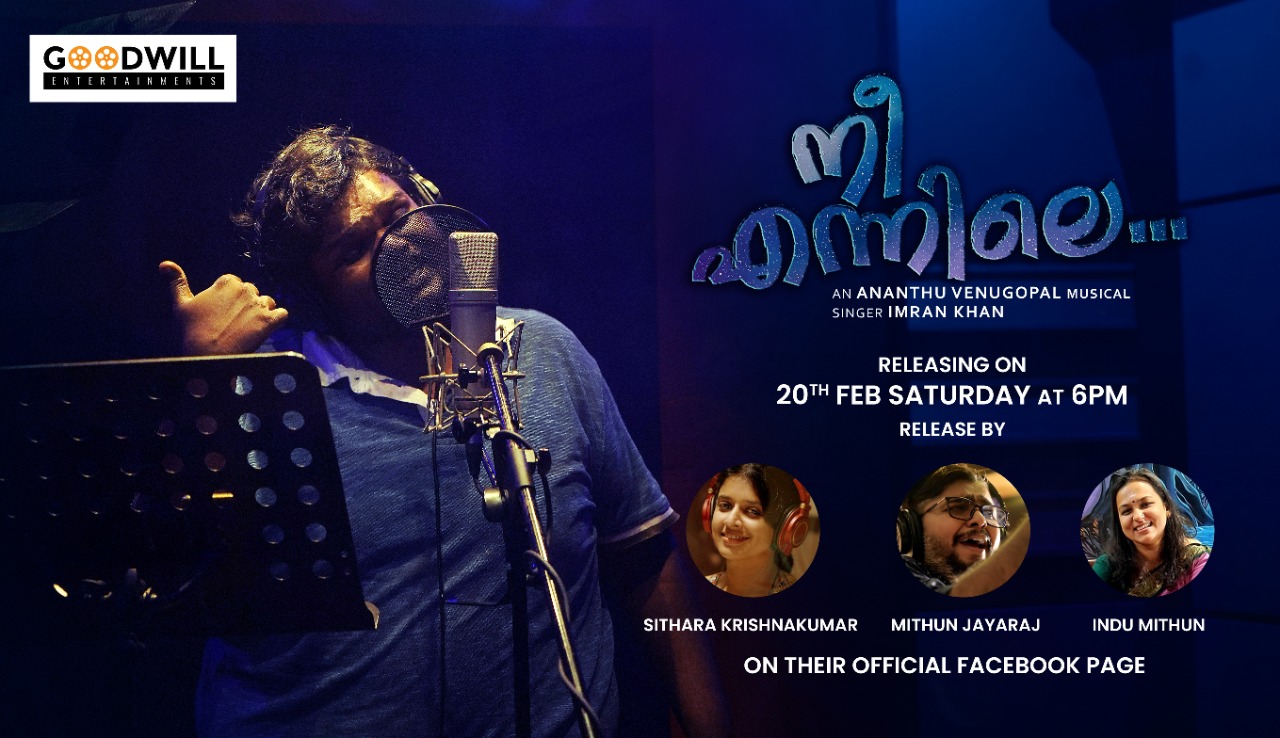 GOODWILL
ENTERTAINMENTS
നീ
എന്നിലെ...
AN ANANTHU VENUGOPAL MUSICAL
SINGER IMRAN KHAN
RELEASING ON
20TH FEB SATURDAY AT 6PM
RELEASE BY
SITHARA KRISHNAKUMAR MITHUN JAYARAJ INDU MITHUN
ON THEIR OFFICIAL FACEBOOK PAGE